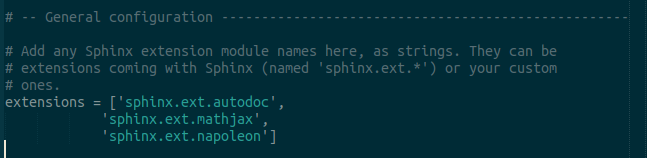 # -- General configuration ---------------------------------------------------
# Add any Sphinx extension module names here, as strings. They can be
# extensions coming with Sphinx (named 'sphinx.ext.*') or your custom
# ones.
extensions = ['sphinx.ext.autodoc',
            'sphinx.ext.mathjax',
            'sphinx.ext.napoleon']